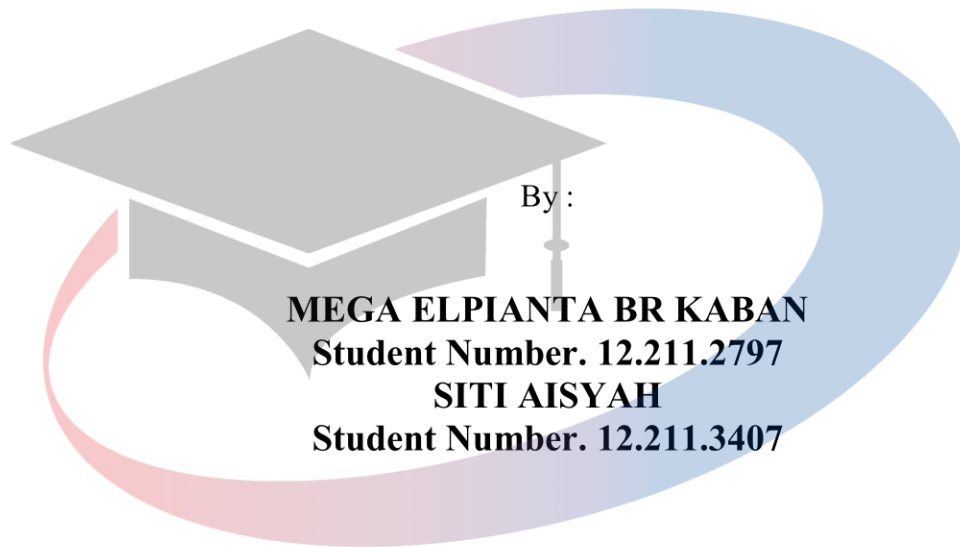 By :
MEGA ELPIANTA BR KABAN
Student Number. 12.211.2797
SITI AISYAH
Student Number. 12.211.3407